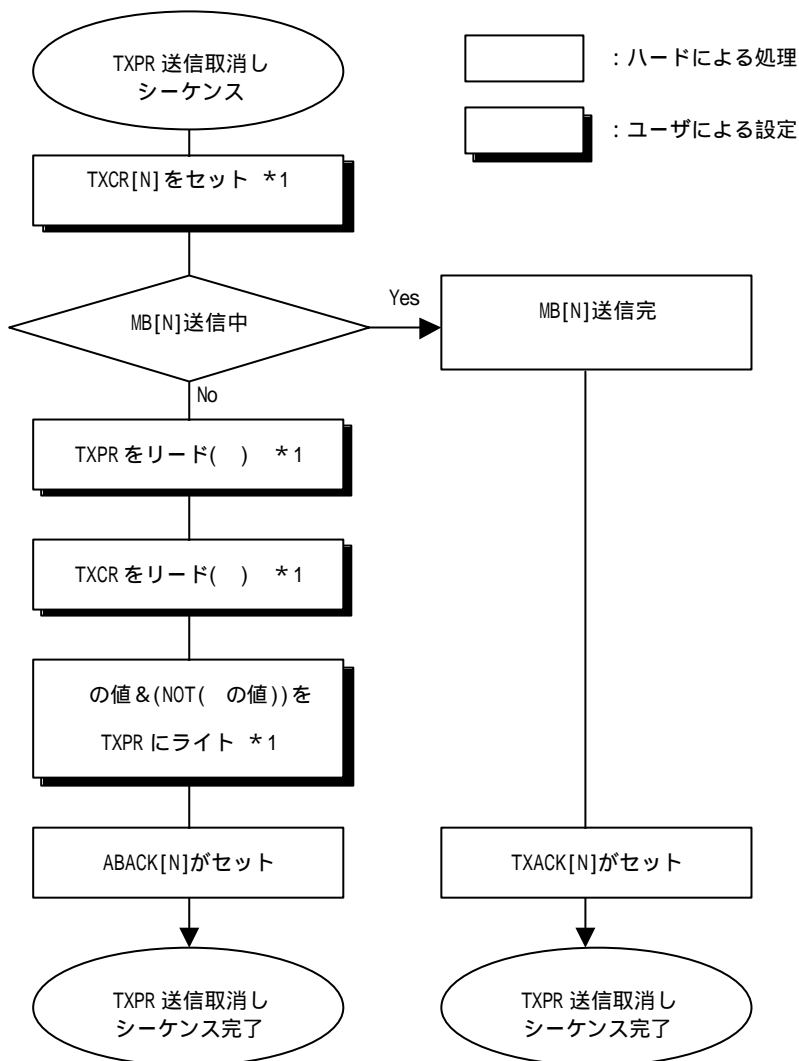 TXPR 送信取消し
シーケンス
：ハードによる処理
：ユーザによる設定
TXCR[N]をセット *1
MB[N]送信中
Yes
MB[N]送信完
No
TXPR をリード(　) *1
TXCR をリード(　) *1
の値＆(NOT(　の値))を
TXPR にライト *1
ABACK[N]がセット
TXACK[N]がセット
TXPR 送信取消し
シーケンス完了
TXPR 送信取消し
シーケンス完了